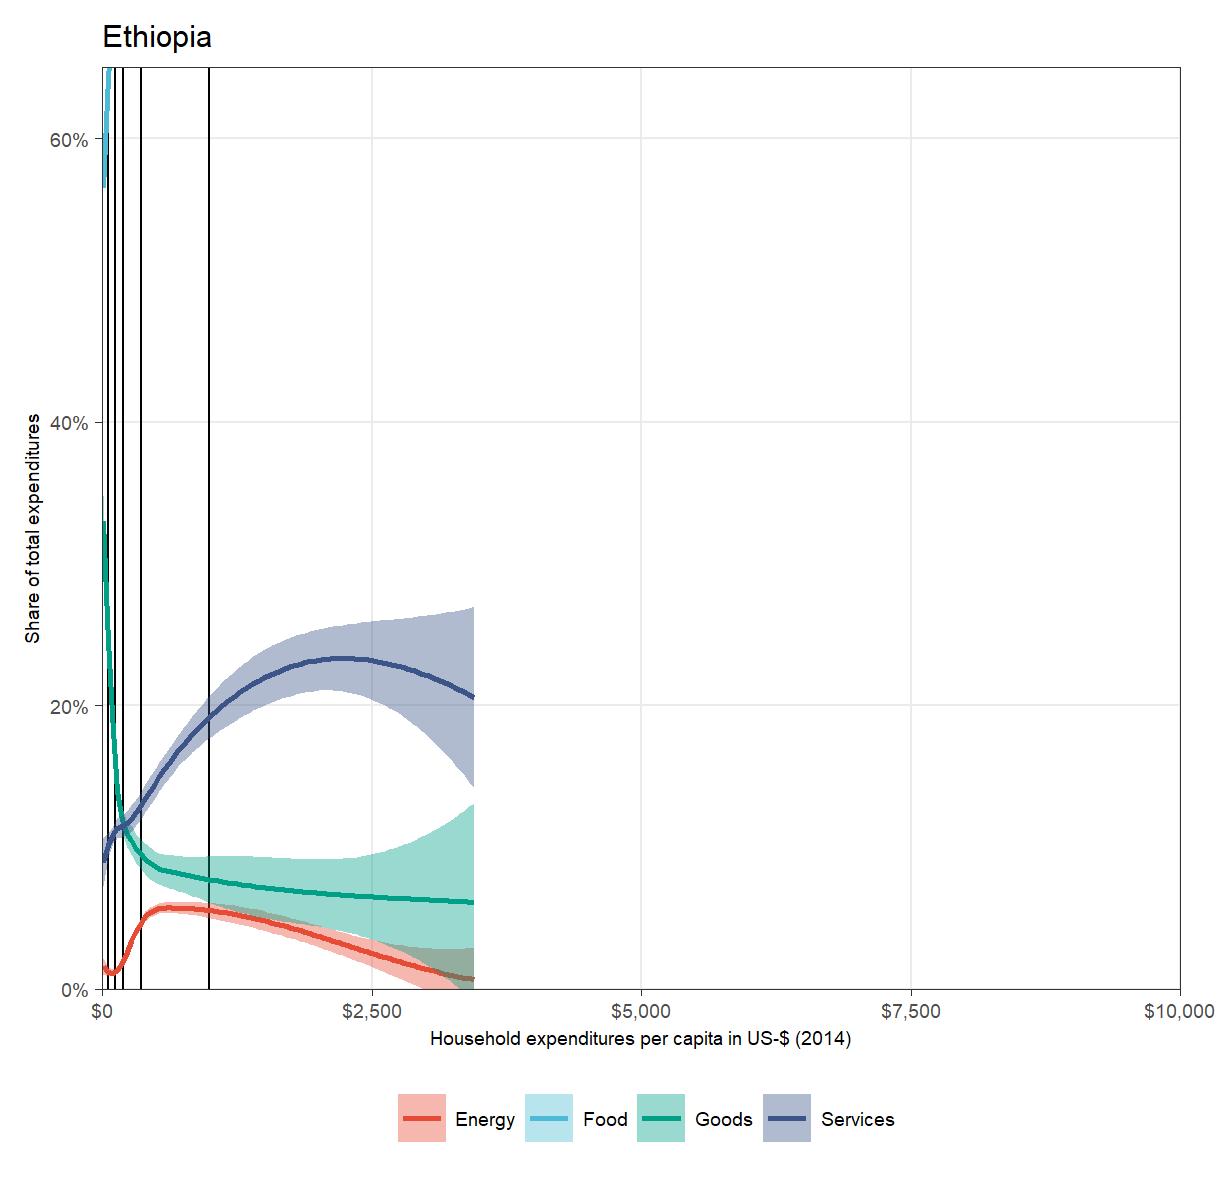 Ethiopia
60%
40%
20%
0%
Share of total expenditures
$0 $2,500 $5,000 $7,500 $10,000
Household expenditures per capita in US-$ (2014)
Energy Food Goods Services